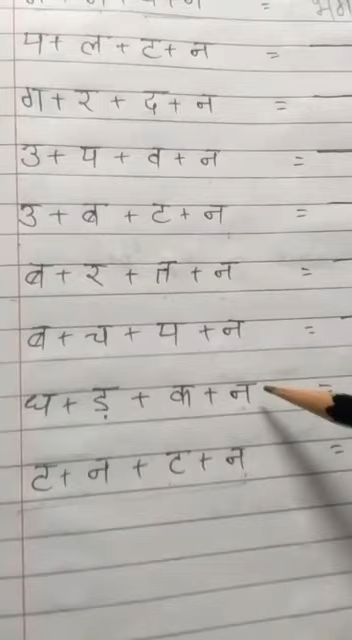 प + ल + ट + न =
ग + र + द + न =
उ + प + व + न =
उ + ब + ट + न =
ब + र + त + न =
ब + च + प + न =
ध + ड़ + क + न =
ट + न + ट + न =